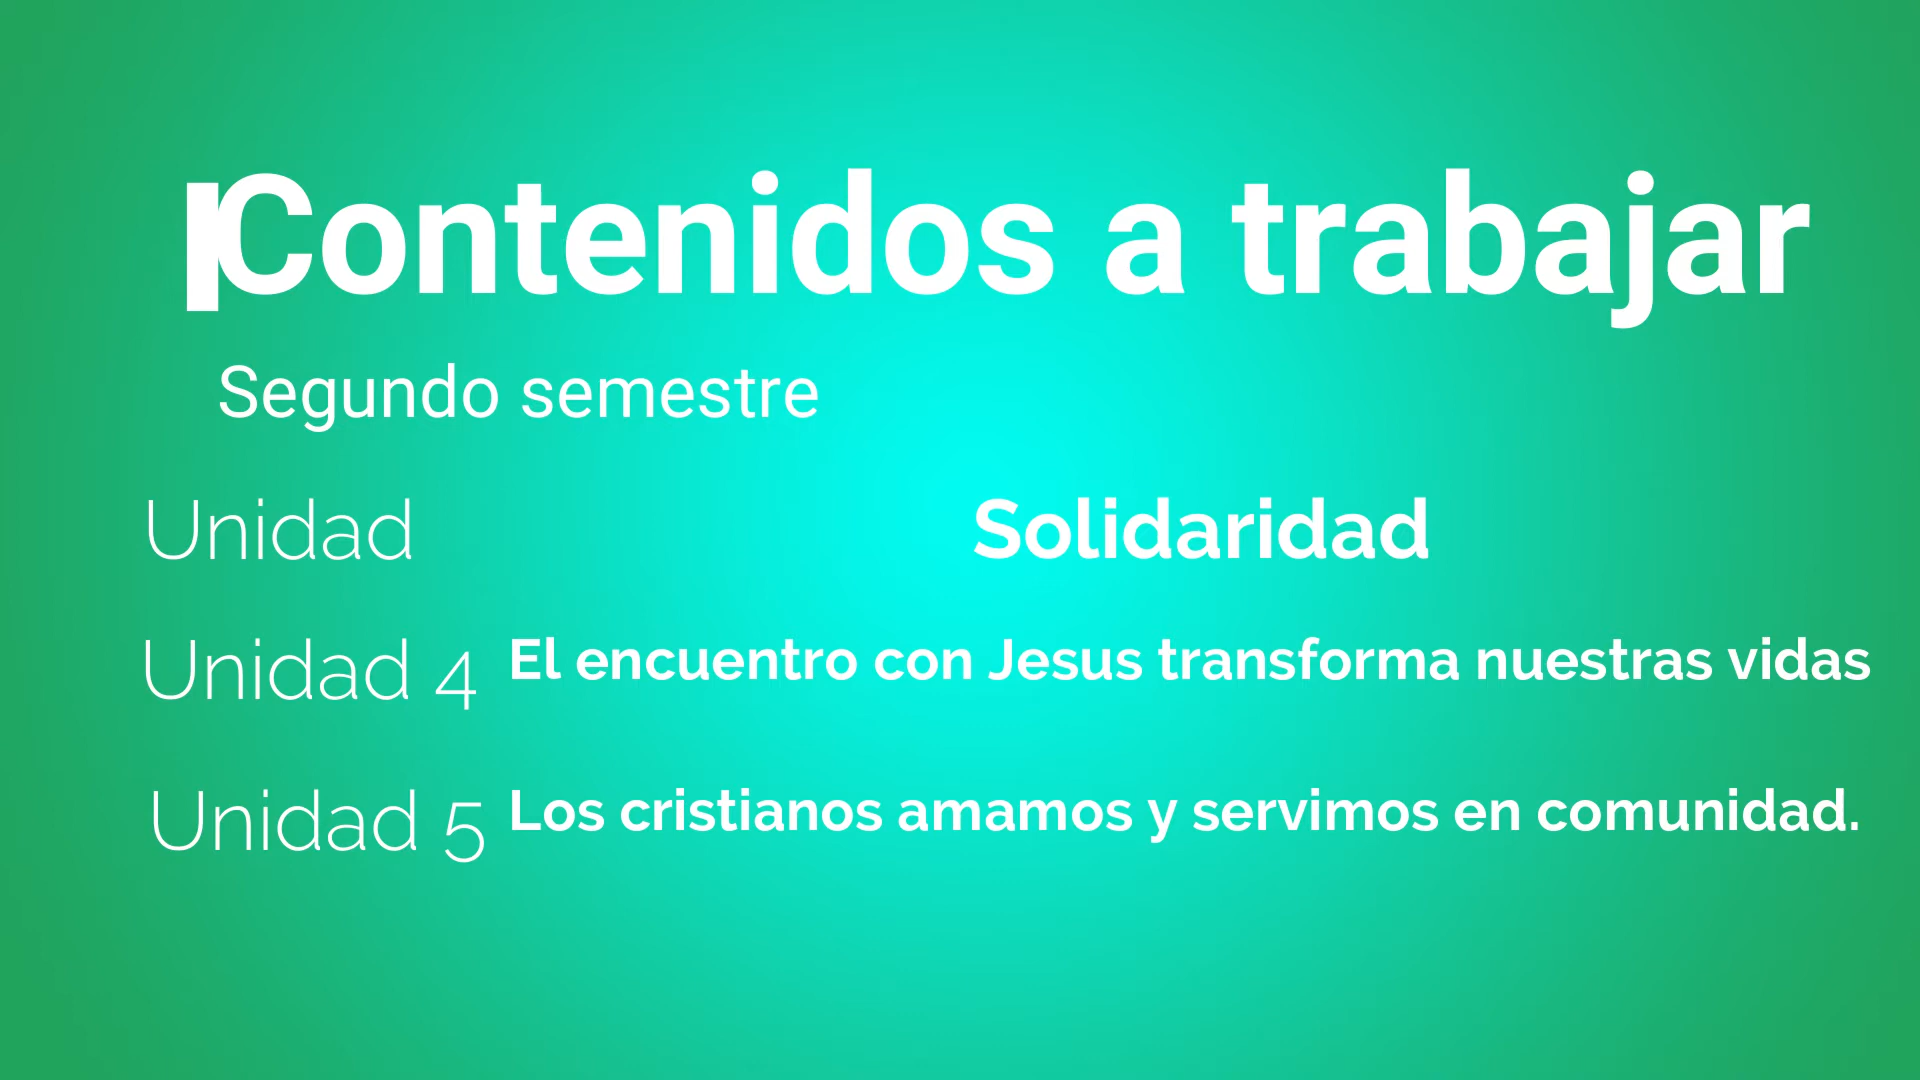 Contenidos a trabajar
Segundo semestre
Unidad Solidaridad
Unidad 4 El encuentro con Jesus transforma nuestras vidas
Unidad 5 Los cristianos amamos y servimos en comunidad.